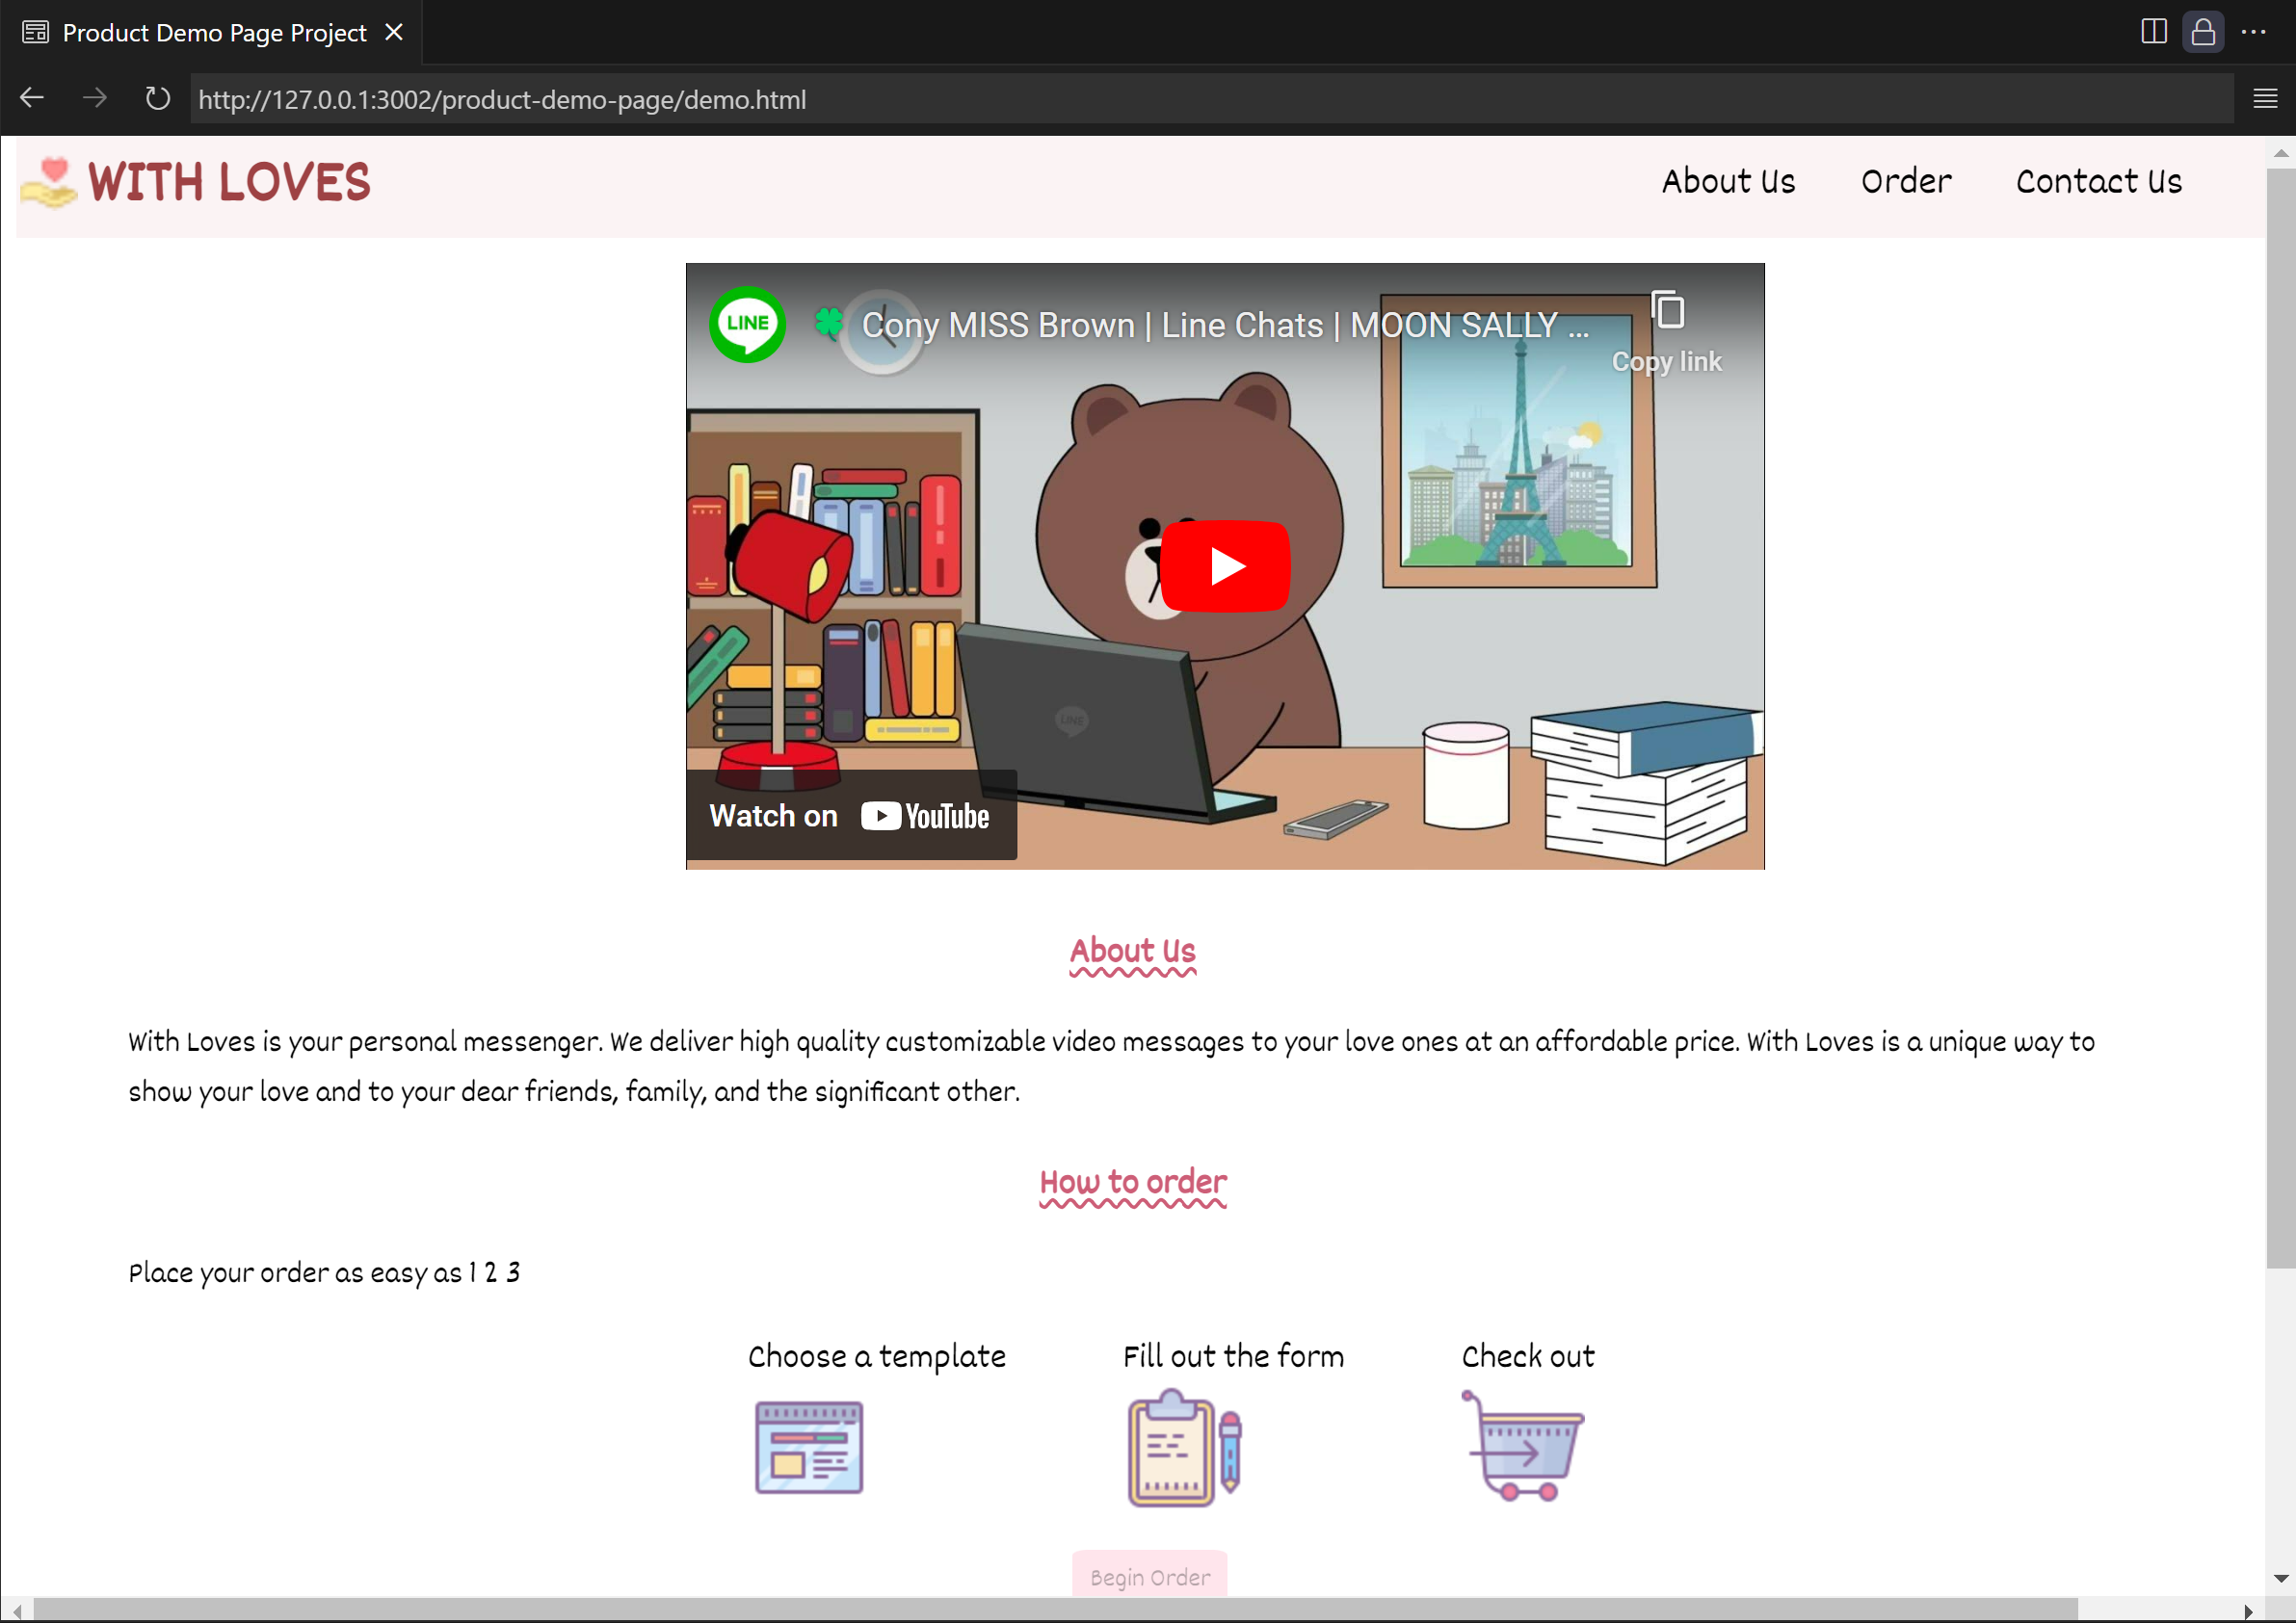 Product Demo Page Project
http://127.0.0.1:3002/product-demo-page/demo.html
WITH LOVES
About Us
Order
Contact Us
LINE
🍀 Cony MISS Brown | Line Chats | MOON SALLY ...
Copy link
LINE
Watch on YouTube
About Us
With Loves is your personal messenger. We deliver high quality customizable video messages to your love ones at an affordable price. With Loves is a unique way to
show your love and to your dear friends, family, and the significant other.
How to order
Place your order as easy as 1 2 3
Choose a template
Fill out the form
Check out
Begin Order